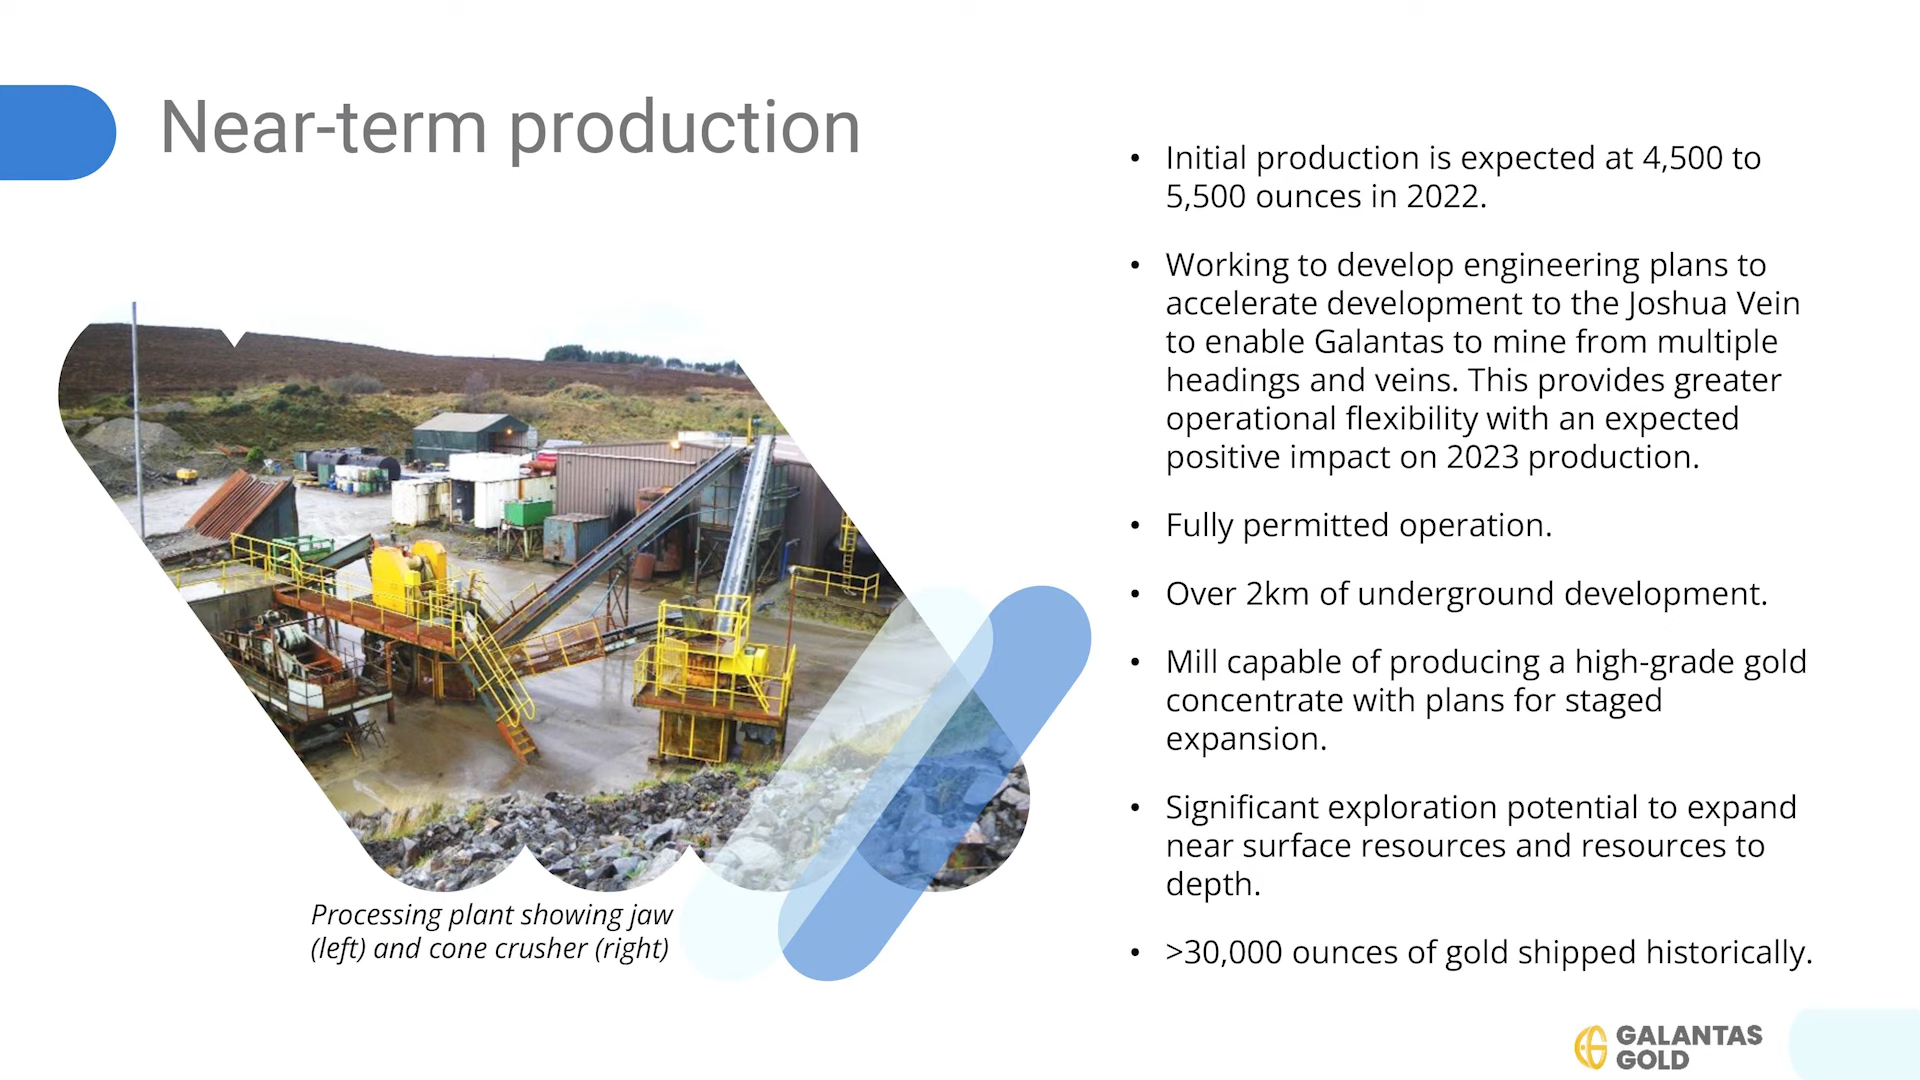 Near-term production
• Initial production is expected at 4,500 to
5,500 ounces in 2022.
• Working to develop engineering plans to
accelerate development to the Joshua Vein
to enable Galantas to mine from multiple
headings and veins. This provides greater
operational flexibility with an expected
positive impact on 2023 production.
• Fully permitted operation.
• Over 2km of underground development.
• Mill capable of producing a high-grade gold
concentrate with plans for staged
expansion.
• Significant exploration potential to expand
near surface resources and resources to
depth.
• >30,000 ounces of gold shipped historically.
Processing plant showing jaw
(left) and cone crusher (right)
GALANTAS
GOLD